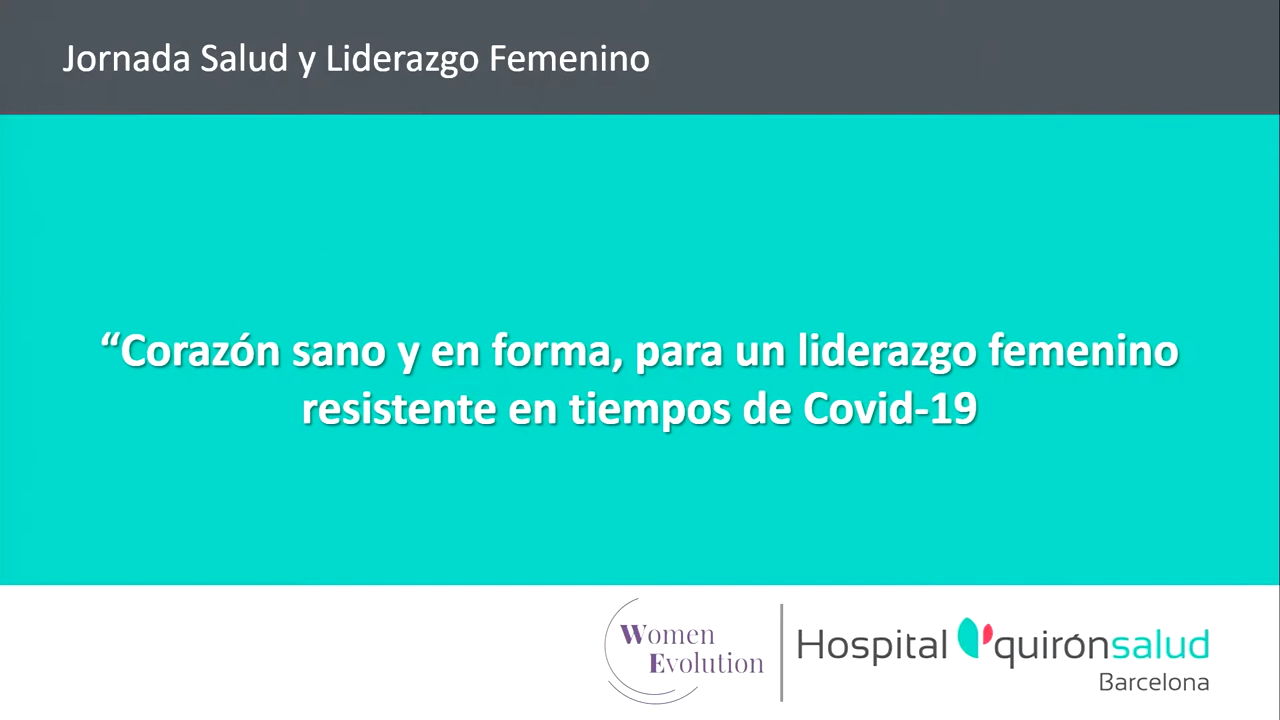 Jornada Salud y Liderazgo Femenino
“Corazón sano y en forma, para un liderazgo femenino
resistente en tiempos de Covid-19
Women
Evolution
Hospital quirónsalud
Barcelona